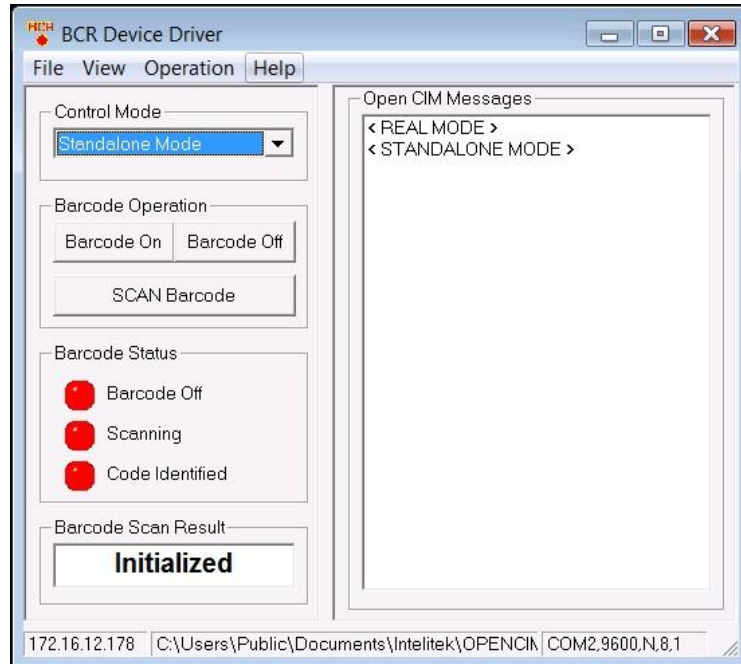 BCR
BCR Device Driver
File View Operation Help
Control Mode
Standalone Mode
Barcode Operation
Barcode On Barcode Off
SCAN Barcode
Barcode Status
Barcode Off
Scanning
Code Identified
Barcode Scan Result
Initialized
Open CIM Messages
< REAL MODE >
< STANDALONE MODE >
172.16.12.178 C:\Users\Public\Documents\Intelitek\OPENCIM COM2,9600,N,8,1